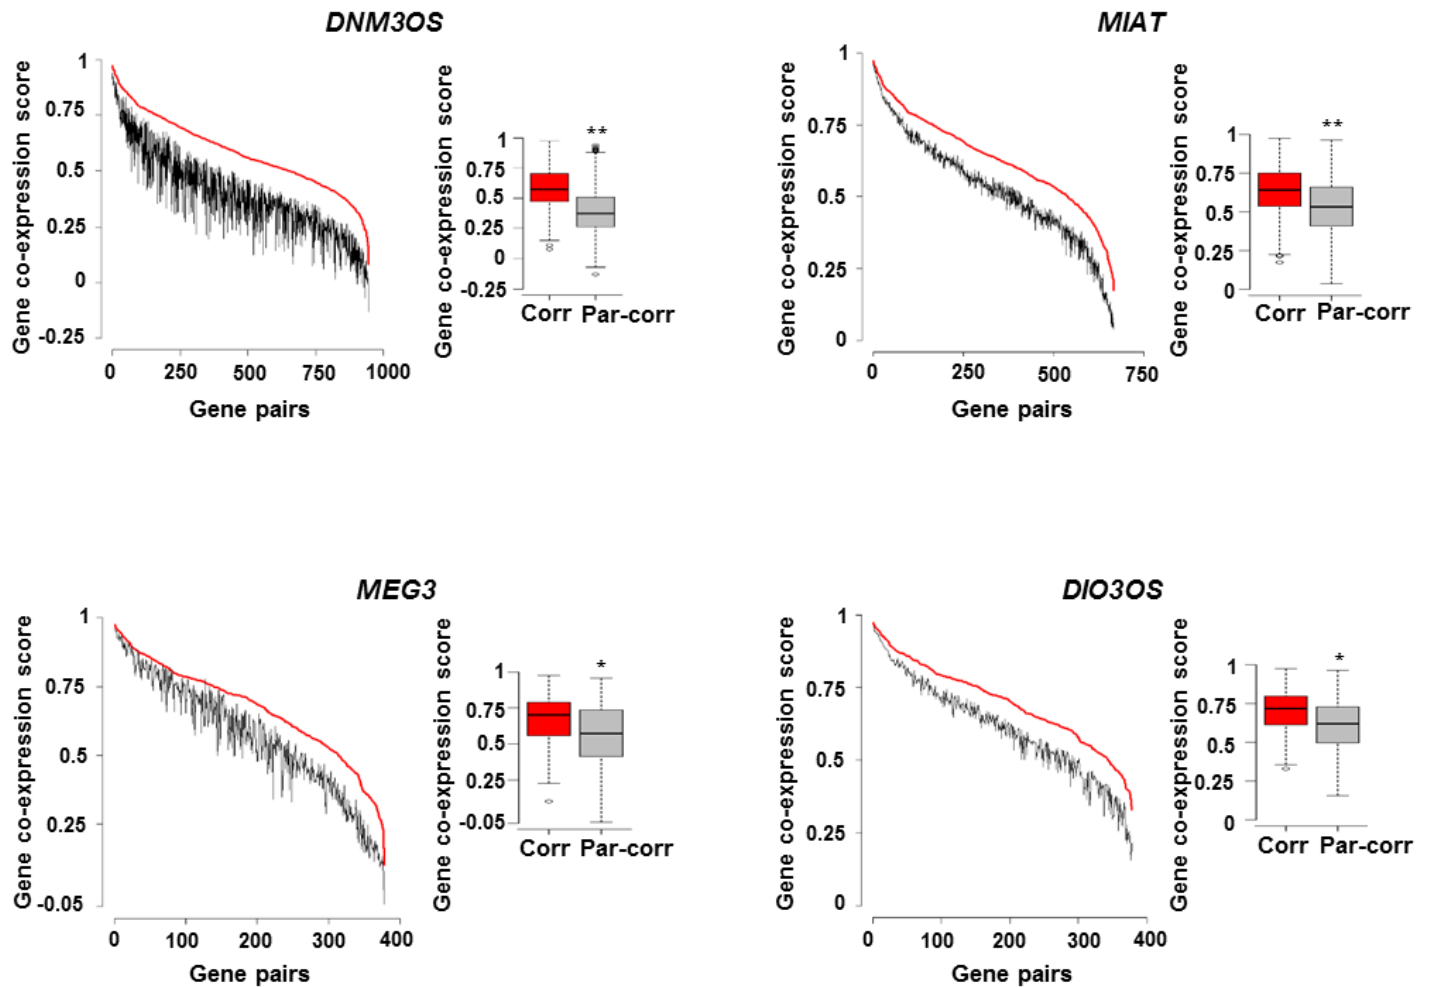 DNM3OS
Gene co-expression score
1
0.75
0.5
0.25
0
-0.25
0 250 500 750 1000
Gene pairs
Gene co-expression score
**
1
0.75
0.5
0.25
0
-0.25
Corr Par-corr
MIAT
Gene co-expression score
1
0.75
0.5
0.25
0
0 250 500 750
Gene pairs
Gene co-expression score
**
1
0.75
0.5
0.25
0
Corr Par-corr
MEG3
Gene co-expression score
1
0.75
0.5
0.25
-0.05
0 100 200 300 400
Gene pairs
Gene co-expression score
*
1
0.75
0.5
0.25
-0.05
Corr Par-corr
DIO3OS
Gene co-expression score
1
0.75
0.5
0.25
0
0 100 200 300 400
Gene pairs
Gene co-expression score
*
1
0.75
0.5
0.25
0
Corr Par-corr